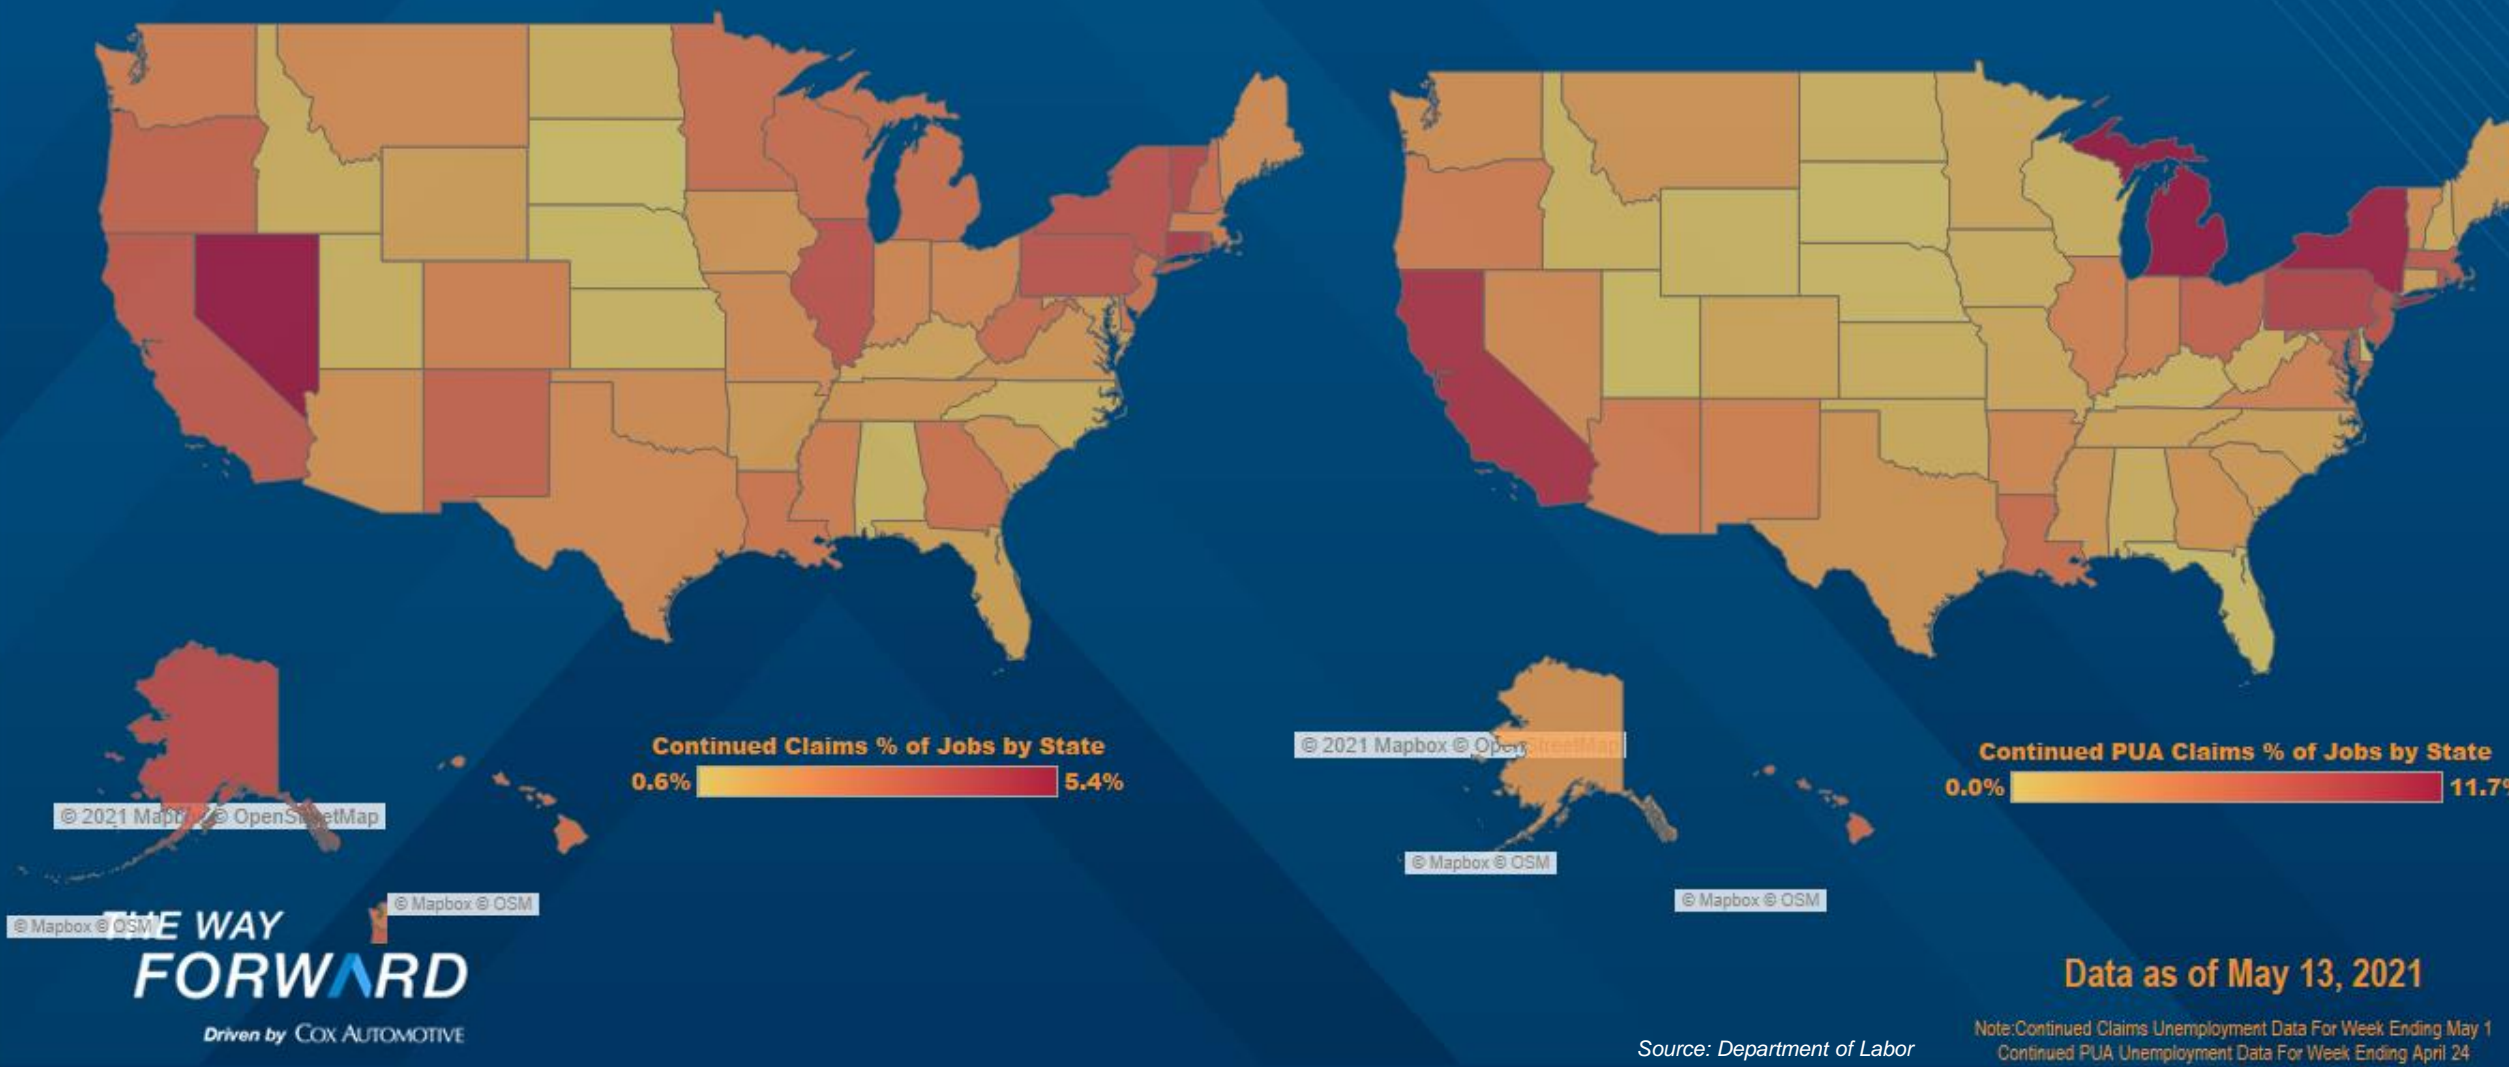 Continued Claims % of Jobs by State
0.6% 5.4%
© 2021 Mapbox © OpenStreetMap
© Mapbox © OSM
© Mapbox © OSM
© 2021 Mapbox © OpenStreetMap
Continued PUA Claims % of Jobs by State
0.0% 11.7%
© Mapbox © OSM
© Mapbox © OSM
THE WAY
FORWARD
Driven by COX AUTOMOTIVE
Data as of May 13, 2021
Note:Continued Claims Unemployment Data For Week Ending May 1
Continued PUA Unemployment Data For Week Ending April 24
Source: Department of Labor